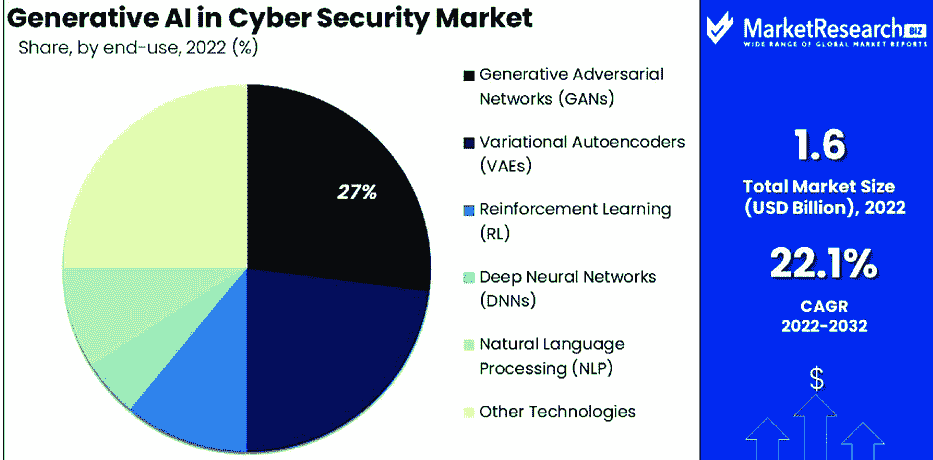 Generative AI in Cyber Security Market
Share, by end-use, 2022 (%)
27%
Generative Adversarial
Networks (GANs)
Variational Autoencoders
(VAEs)
Reinforcement Learning
(RL)
Deep Neural Networks
(DNNs)
Natural Language
Processing (NLP)
Other Technologies
MarketResearch.BIZ
WIDE RANGE OF GLOBAL MARKET REPORTS
1.6
Total Market Size
(USD Billion), 2022
22.1%
CAGR
2022-2032
$